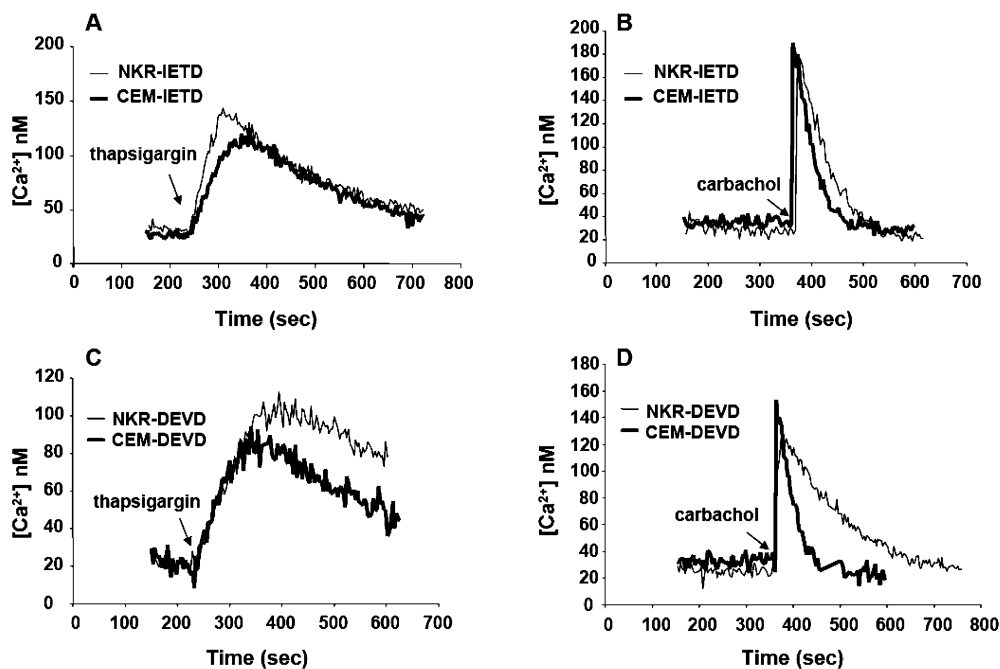 A
200
150
100
50
0
[Ca²⁺] nM
NKR-IETD
CEM-IETD
thapsigargin
0 100 200 300 400 500 600 700 800
Time (sec)
B
200
180
160
140
120
100
80
60
40
20
0
[Ca²⁺] nM
NKR-IETD
CEM-IETD
carbachol
0 100 200 300 400 500 600 700
Time (sec)
C
120
100
80
60
40
20
0
[Ca²⁺] nM
NKR-DEVD
CEM-DEVD
thapsigargin
0 100 200 300 400 500 600 700
Time (sec)
D
180
160
140
120
100
80
60
40
20
0
[Ca²⁺] nM
NKR-DEVD
CEM-DEVD
carbachol
0 100 200 300 400 500 600 700 800
Time (sec)